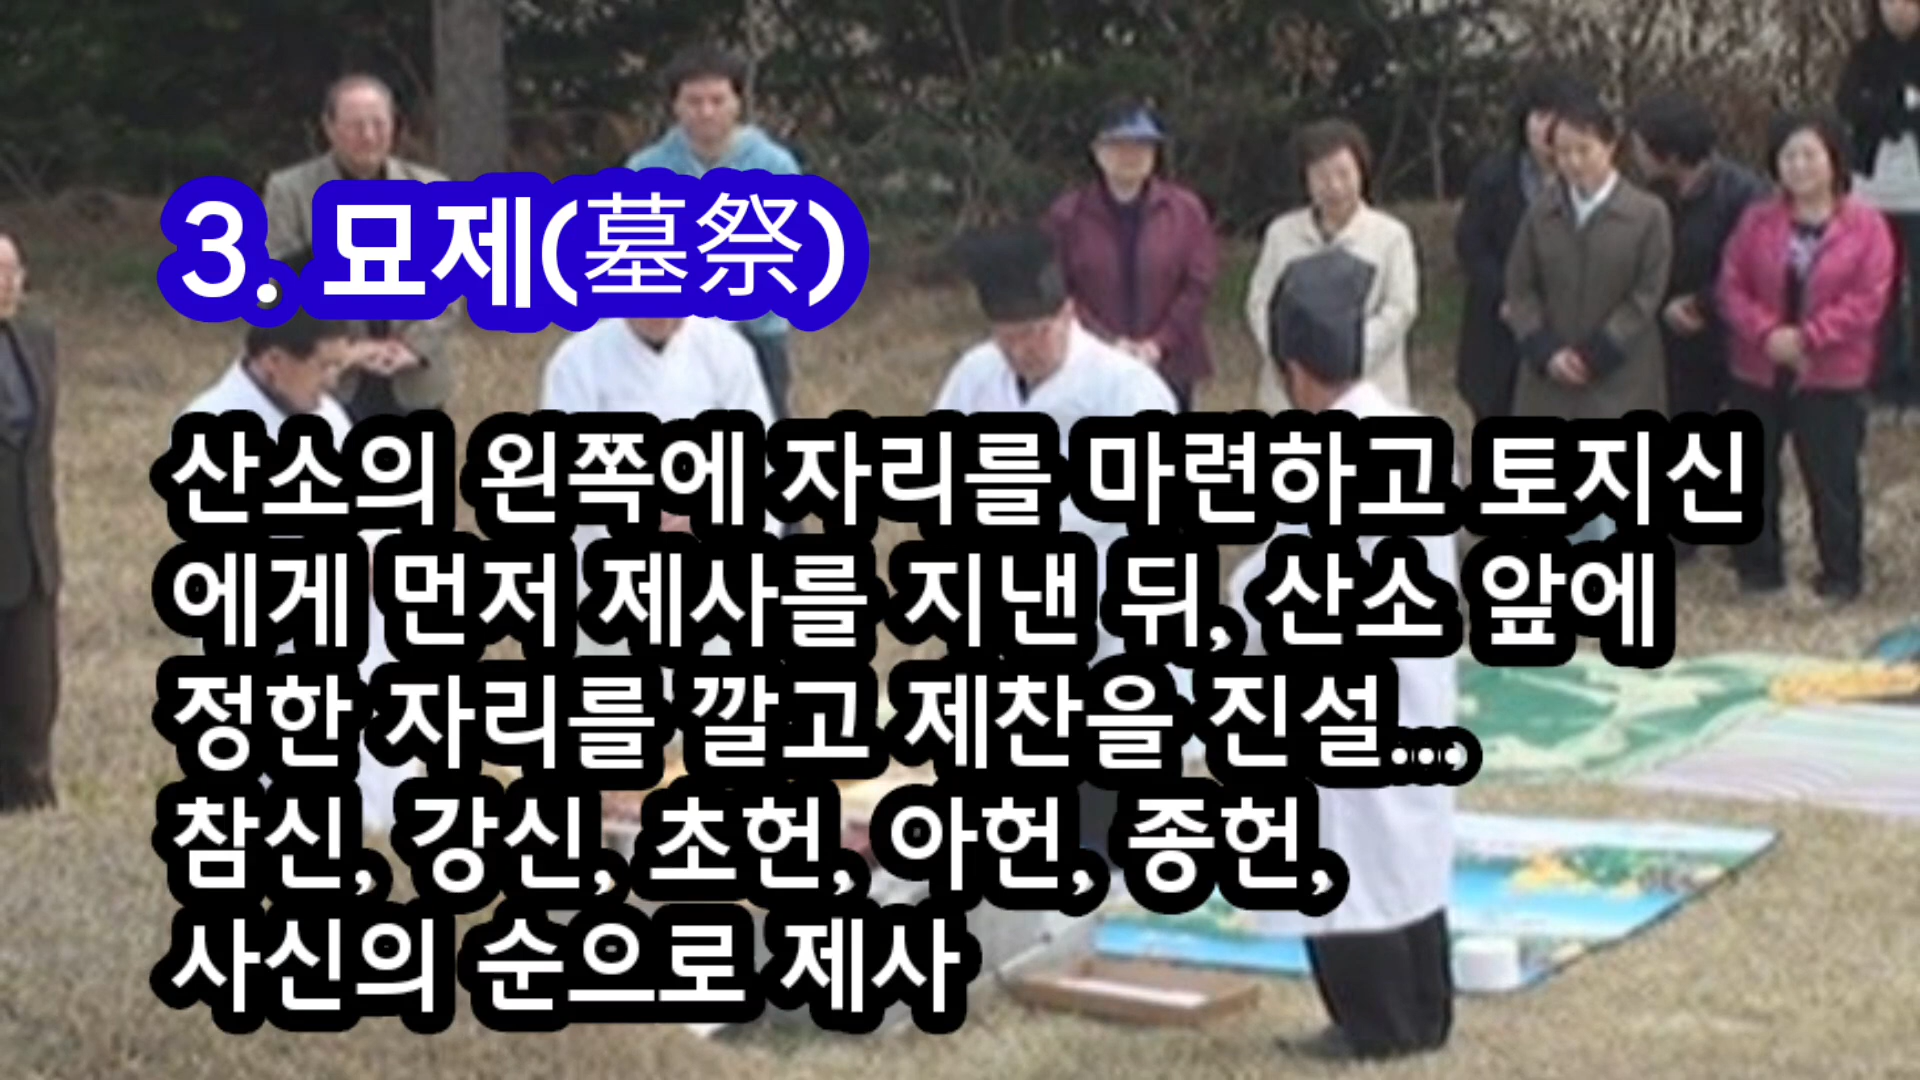 3. 묘제(墓祭)
산소의 왼쪽에 자리를 마련하고 토지신
에게 먼저 제사를 지낸 뒤, 산소 앞에
정한 자리를 깔고 제찬을 진설...,
참신, 강신, 초헌, 아헌, 종헌,
사신의 순으로 제사